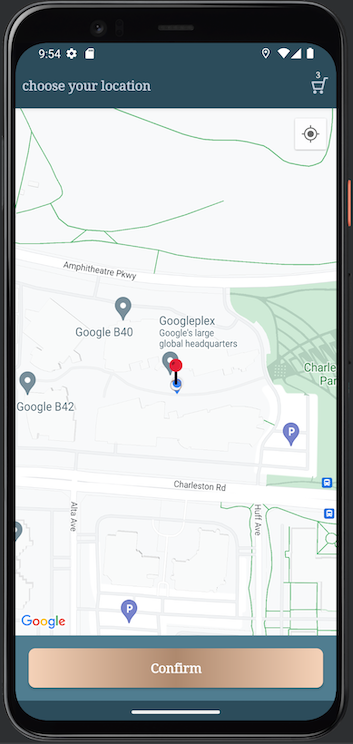 9:54
choose your location
3
Amphitheatre Pkwy
Googleplex
Google's large
global headquarters
Google B40
Charle
Par
Google B42
P
Charleston Rd
Alta Ave
Huff Ave
P
Google
Confirm